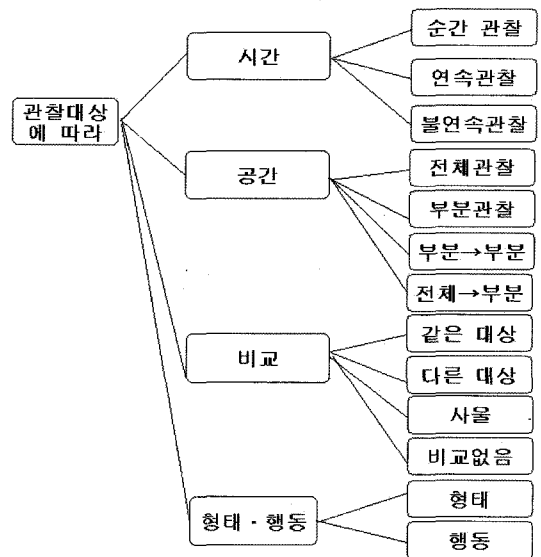 관찰대상
에 따라
시간
순간 관찰
연속관찰
불연속관찰
공간
전체관찰
부분관찰
부분→부분
전체→부분
비교
같은 대상
다른 대상
사울
비교없음
형태 · 행동
형태
행동